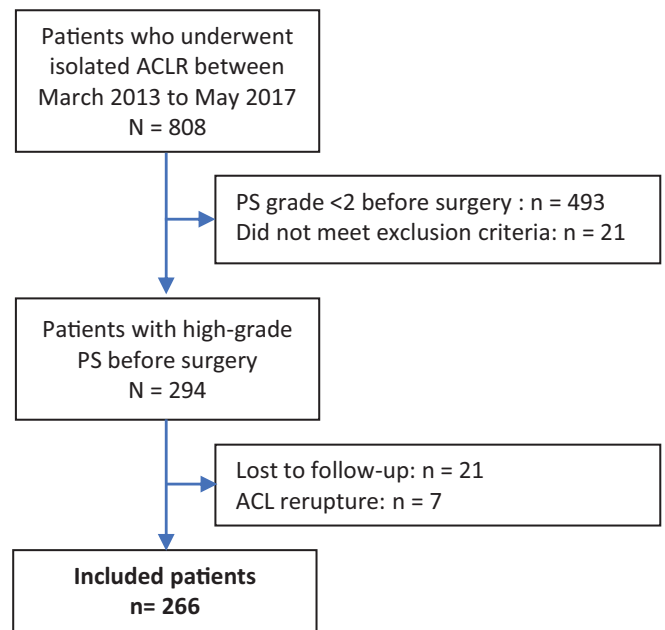 Patients who underwent
isolated ACLR between
March 2013 to May 2017
N = 808
PS grade <2 before surgery : n = 493
Did not meet exclusion criteria: n = 21
Patients with high-grade
PS before surgery
N = 294
Lost to follow-up: n = 21
ACL rerupture: n = 7
Included patients
n= 266